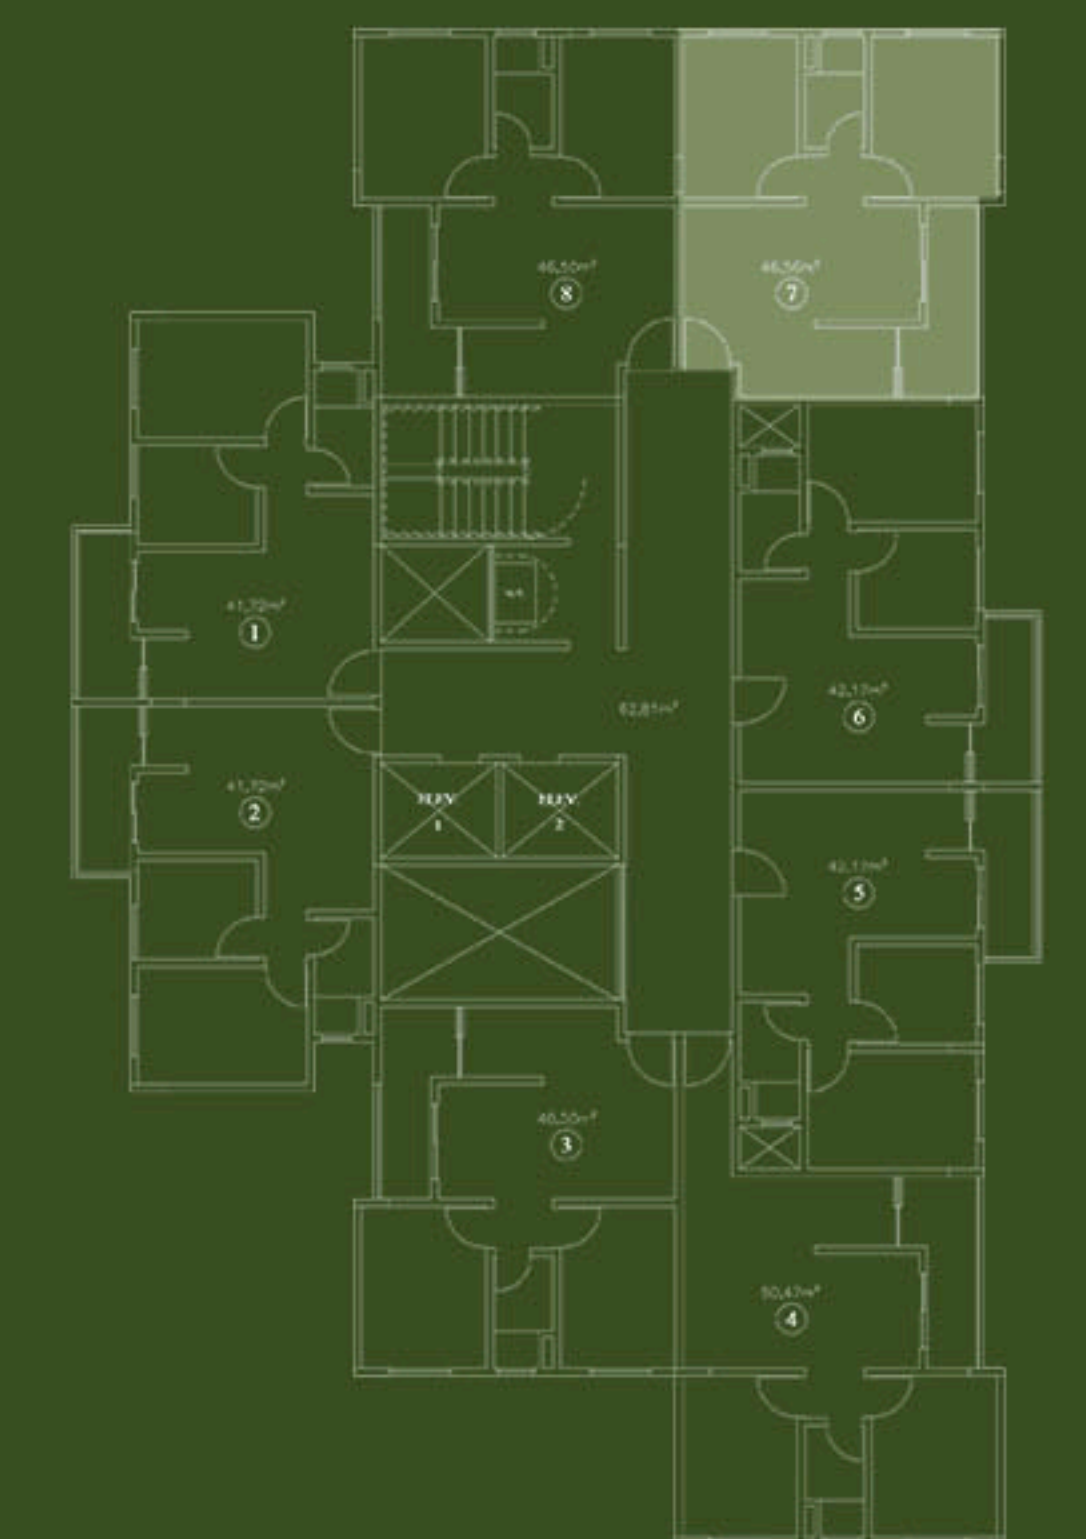 46,50m²
8
46,56m²
7
41,72m²
1
62,81m²
42,17m²
6
41,72m²
2
ELEV.
1
ELEV.
2
42,17m²
5
46,50m²
3
50,47m²
4